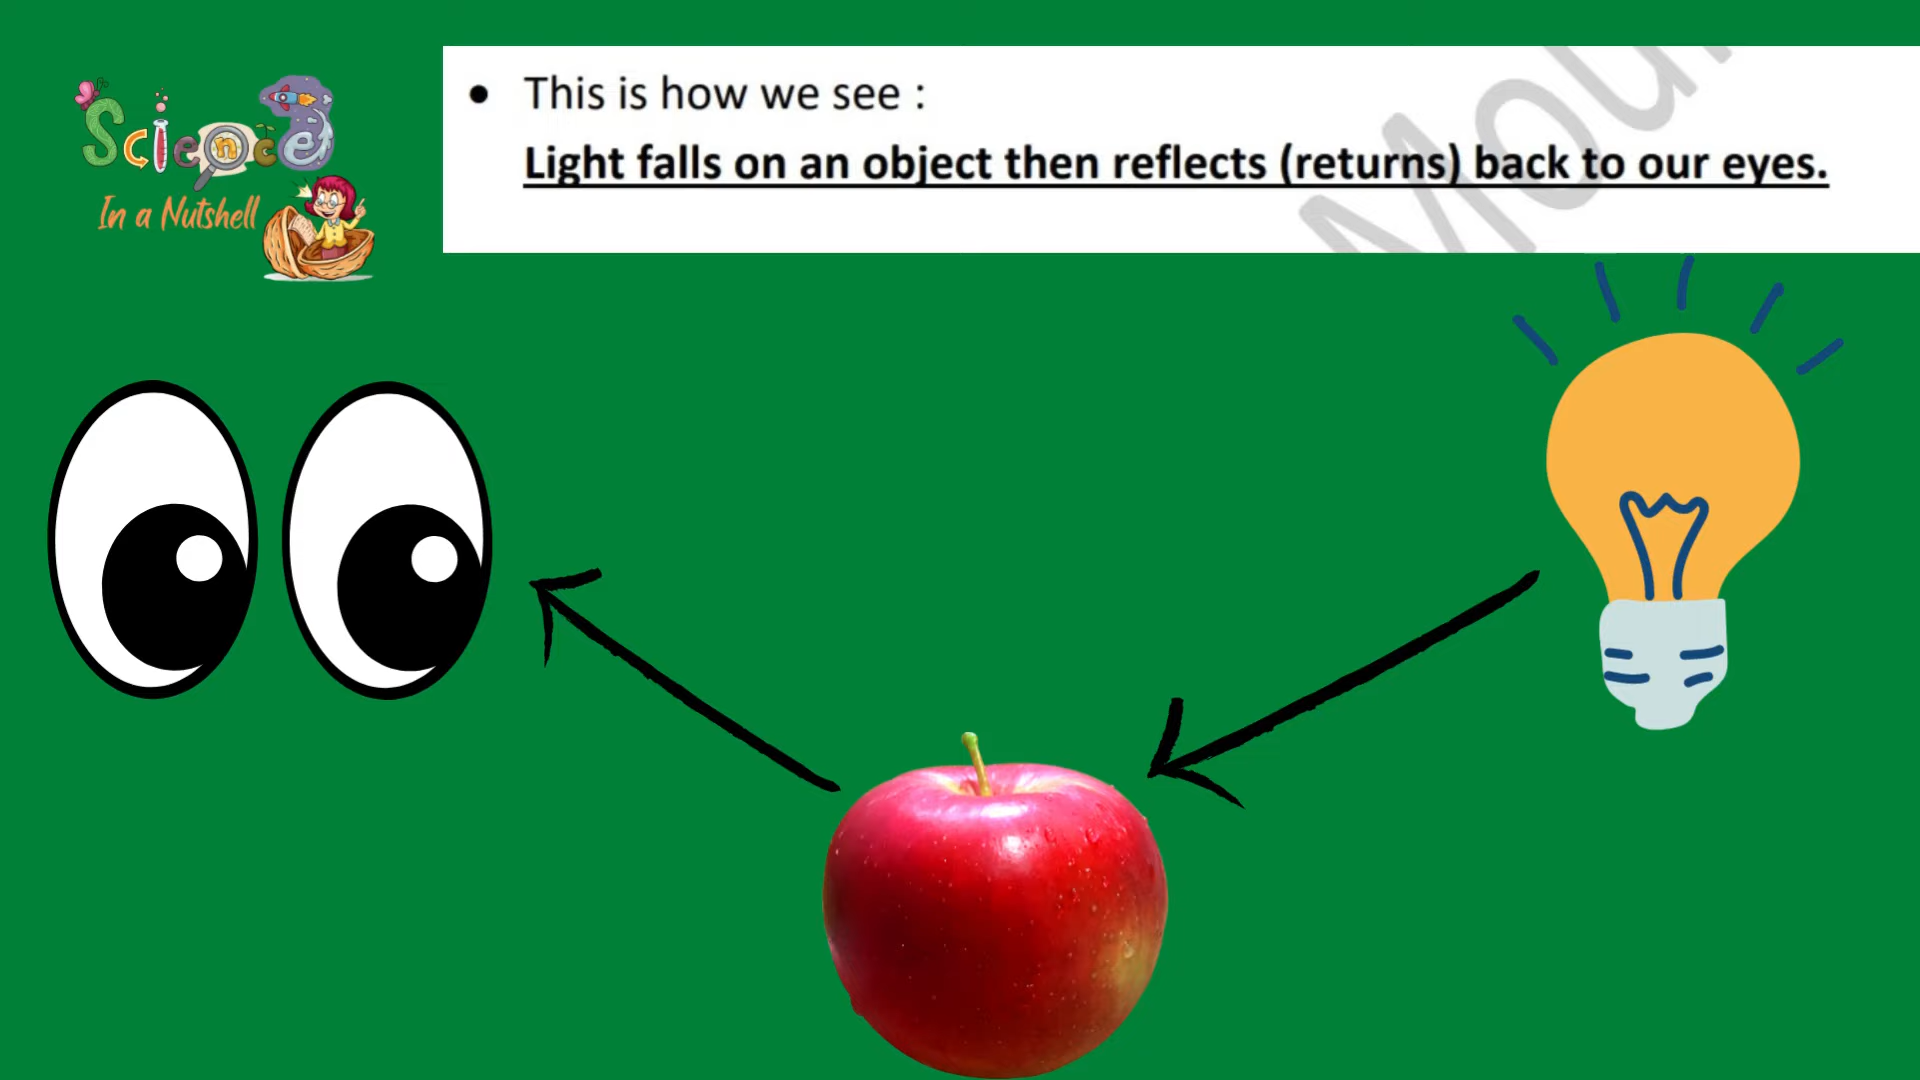 Science
In a Nutshell
• This is how we see :
Light falls on an object then reflects (returns) back to our eyes.